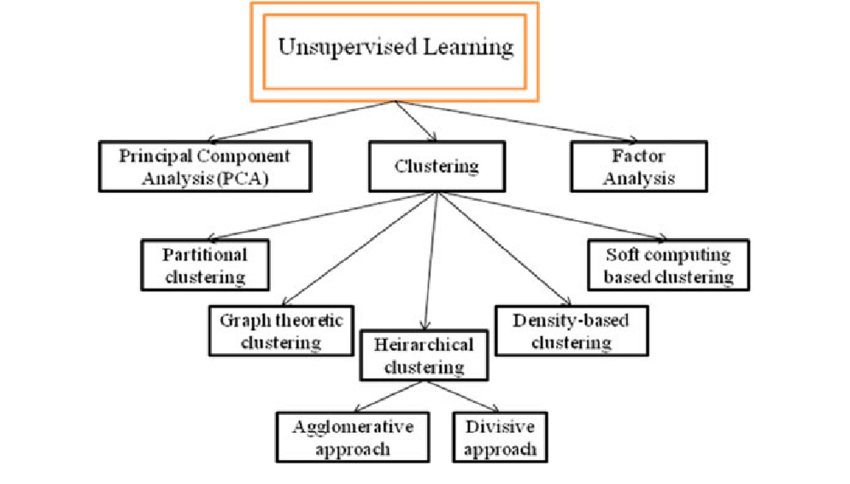 Unsupervised Learning
Principal Component
Analysis (PCA)
Clustering
Factor
Analysis
Partitional
clustering
Soft computing
based clustering
Graph theoretic
clustering
Density-based
clustering
Heirarchical
clustering
Agglomerative
approach
Divisive
approach